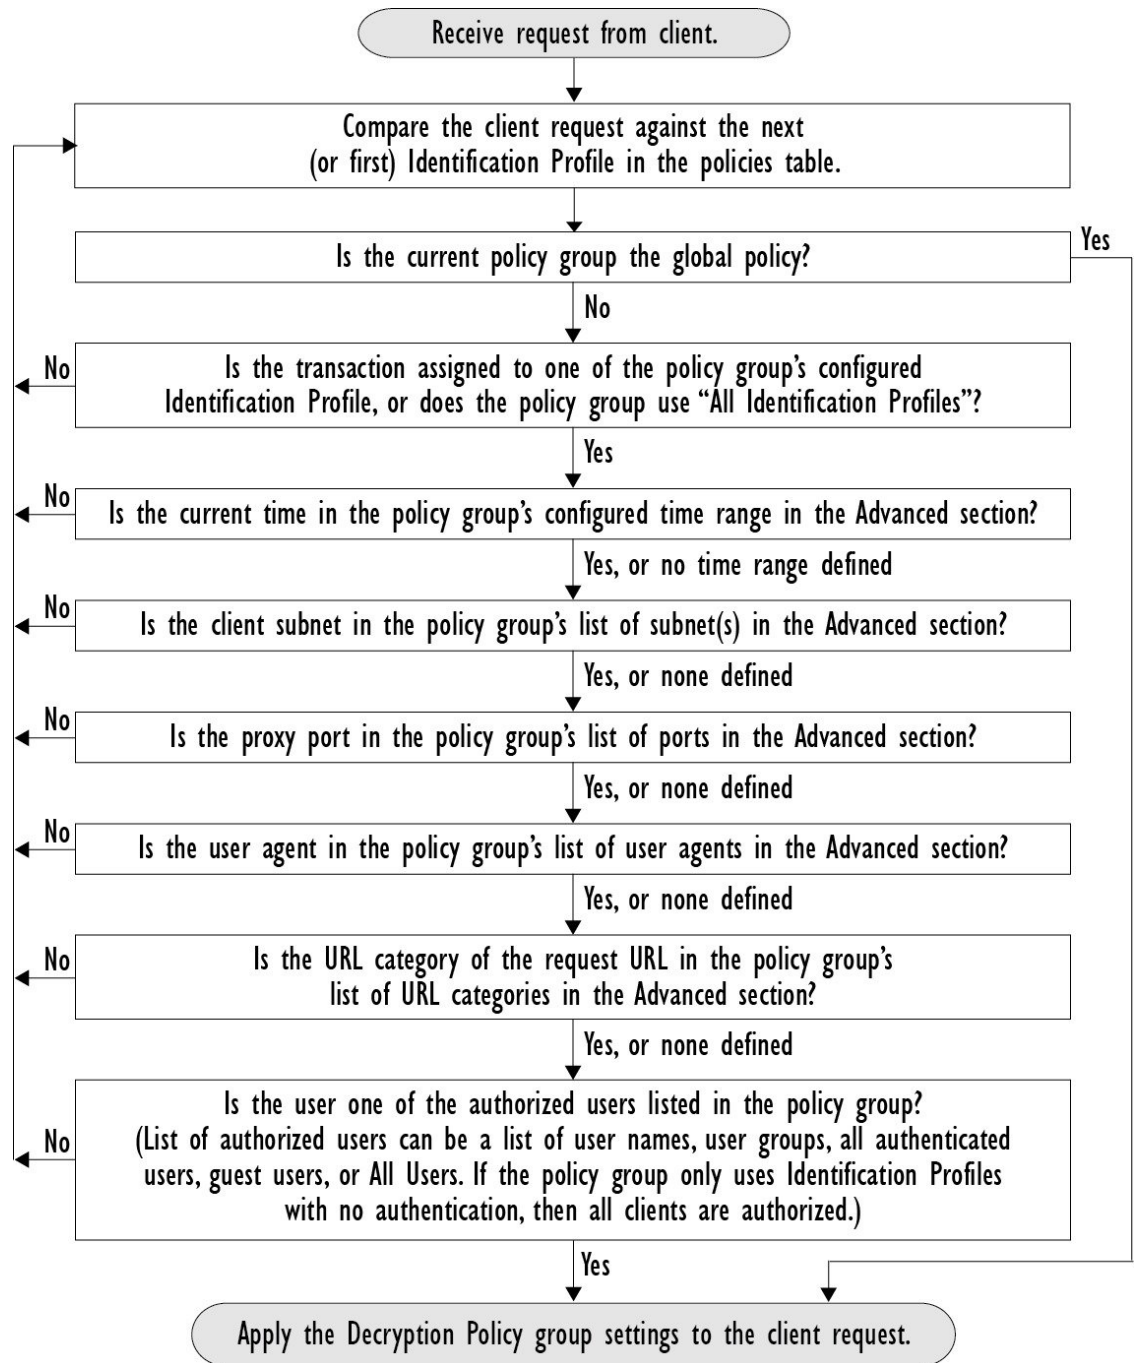 Receive request from client.
Compare the client request against the next
(or first) Identification Profile in the policies table.
Yes
Is the current policy group the global policy?
No
No
Is the transaction assigned to one of the policy group's configured
Identification Profile, or does the policy group use “All Identification Profiles”?
Yes
No
Is the current time in the policy group's configured time range in the Advanced section?
Yes, or no time range defined
No
Is the client subnet in the policy group's list of subnet(s) in the Advanced section?
Yes, or none defined
No
Is the proxy port in the policy group's list of ports in the Advanced section?
Yes, or none defined
No
Is the user agent in the policy group's list of user agents in the Advanced section?
Yes, or none defined
No
Is the URL category of the request URL in the policy group's
list of URL categories in the Advanced section?
Yes, or none defined
Is the user one of the authorized users listed in the policy group?
No
(List of authorized users can be a list of user names, user groups, all authenticated
users, guest users, or All Users. If the policy group only uses Identification Profiles
with no authentication, then all clients are authorized.)
Yes
Apply the Decryption Policy group settings to the client request.